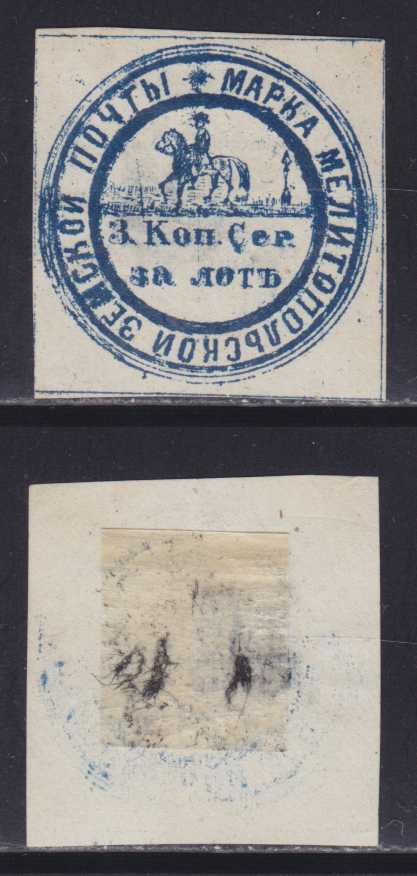 МАРКА МЕЛИТОПОЛЬСКОЙ ЗЕМСКОЙ ПОЧТЫ
3. Коп. Сер.
за лотъ